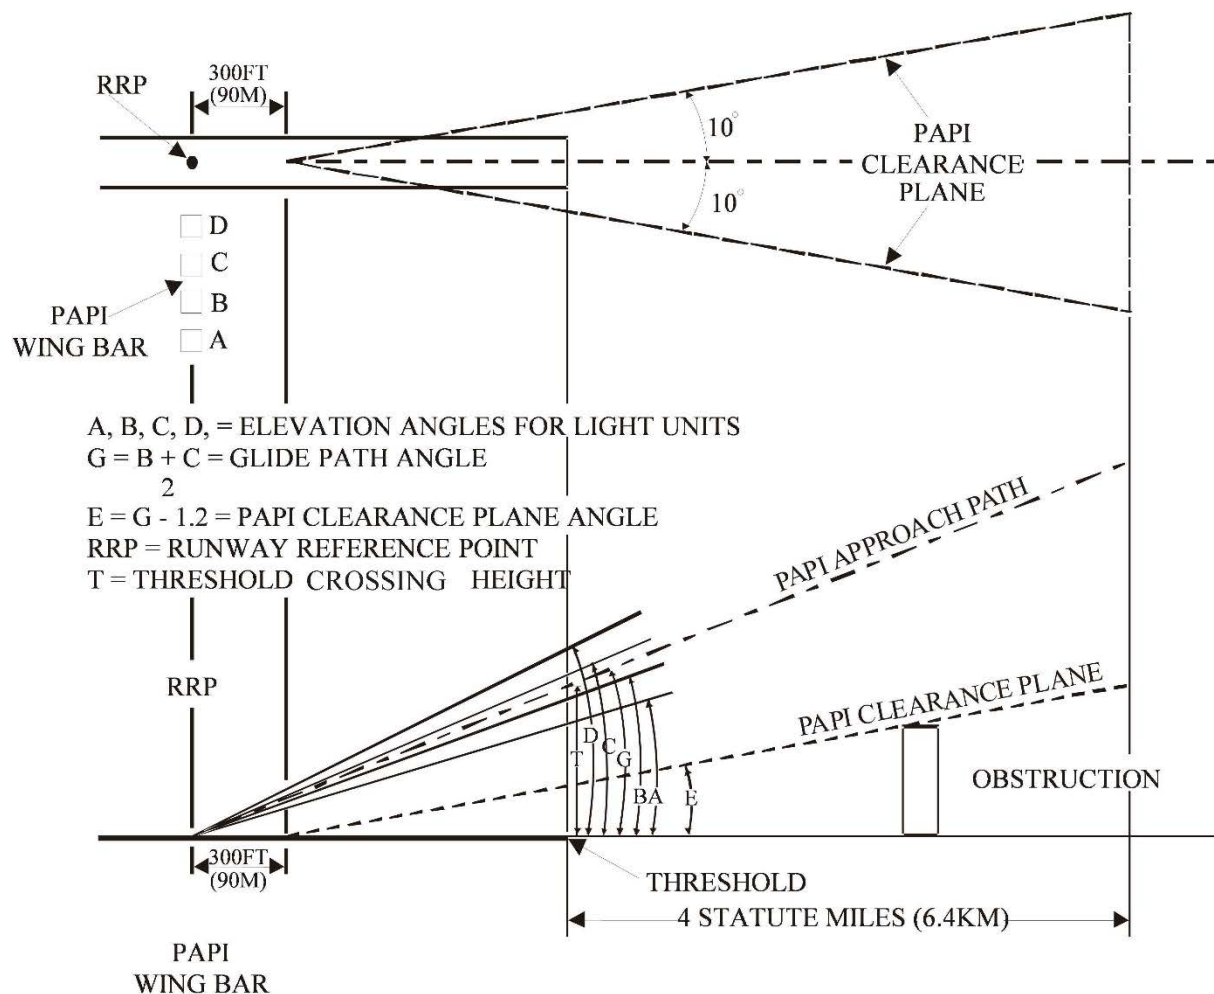 300FT
(90M)
RRP
10°
10°
PAPI
CLEARANCE
PLANE
D
C
B
A
PAPI
WING BAR
A, B, C, D, = ELEVATION ANGLES FOR LIGHT UNITS
G = B + C = GLIDE PATH ANGLE
2
E = G - 1.2 = PAPI CLEARANCE PLANE ANGLE
RRP = RUNWAY REFERENCE POINT
T = THRESHOLD CROSSING HEIGHT
PAPI APPROACH PATH
RRP
PAPI CLEARANCE PLANE
T D C G B A E
OBSTRUCTION
300FT
(90M)
THRESHOLD
4 STATUTE MILES (6.4KM)
PAPI
WING BAR